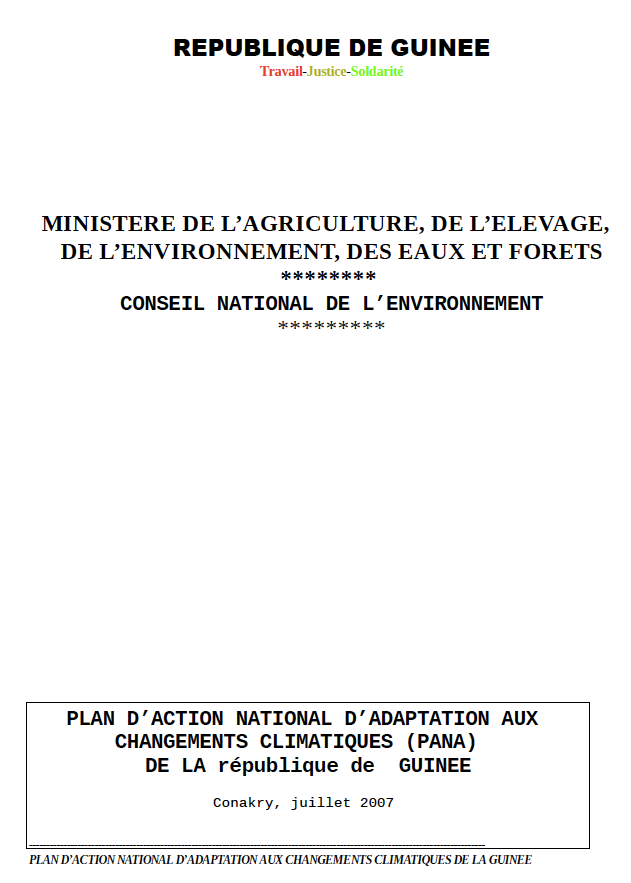 REPUBLIQUE DE GUINEE
Travail-Justice-Solidarité
MINISTERE DE L’AGRICULTURE, DE L’ELEVAGE,
DE L’ENVIRONNEMENT, DES EAUX ET FORETS
********
CONSEIL NATIONAL DE L’ENVIRONNEMENT
*********
PLAN D’ACTION NATIONAL D’ADAPTATION AUX
CHANGEMENTS CLIMATIQUES (PANA)
DE LA république de  GUINEE
Conakry, juillet 2007
PLAN D’ACTION NATIONAL D’ADAPTATION AUX CHANGEMENTS CLIMATIQUES DE LA GUINEE